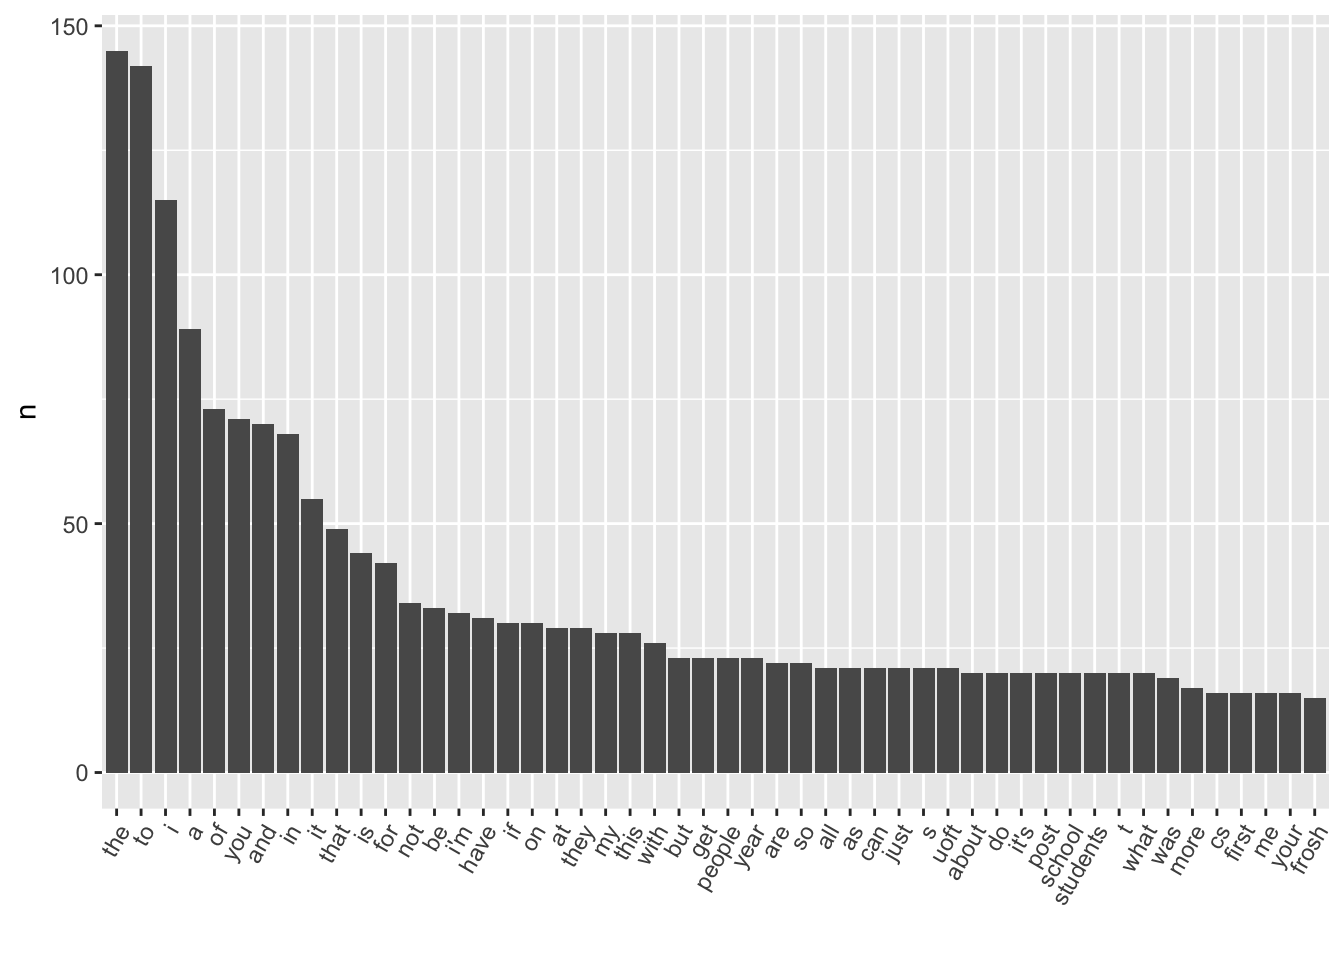 150
100
50
0
n
the to i a of you and in it that is for not be i'm have if on at they my this with but get people year are so all as can just s uoft about do it's post school students t what was more cs first me your frosh